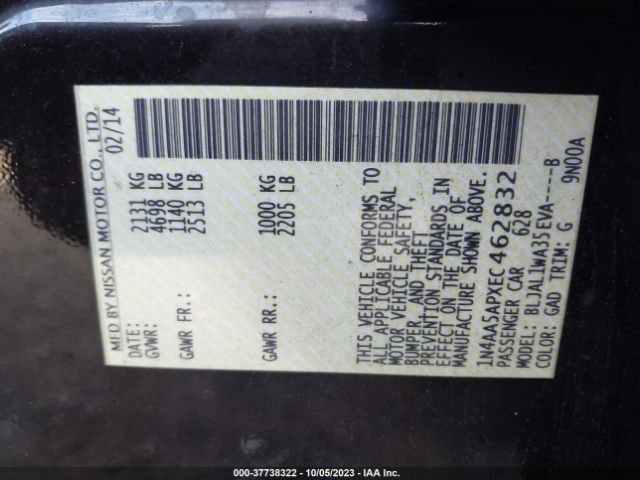 MFD BY NISSAN MOTOR CO., LTD.
DATE: 02/14
GVWR: 2131 KG
4698 LB
GAWR FR.: 1140 KG
2513 LB
GAWR RR.: 1000 KG
2205 LB
THIS VEHICLE CONFORMS TO
ALL APPLICABLE FEDERAL
MOTOR VEHICLE SAFETY,
BUMPER, AND THEFT
PREVENTION STANDARDS IN
EFFECT ON THE DATE OF
MANUFACTURE SHOWN ABOVE.
1N4AA5APXEC462832
PASSENGER CAR 628
MODEL: BLJAL1WA35EVA----B
COLOR: GAD TRIM: G 9N00A
000-37738322 - 10/05/2023 - IAA Inc.